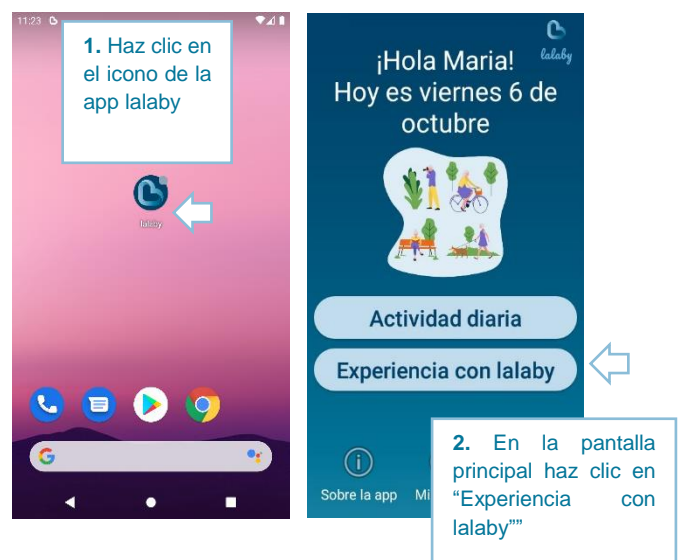 11:23
1. Haz clic en
el icono de la
app lalaby
lalaby
lalaby
¡Hola Maria!
Hoy es viernes 6 de
octubre
Actividad diaria
Experiencia con lalaby
Sobre la app Mi
2. En la pantalla
principal haz clic en
“Experiencia con
lalaby””